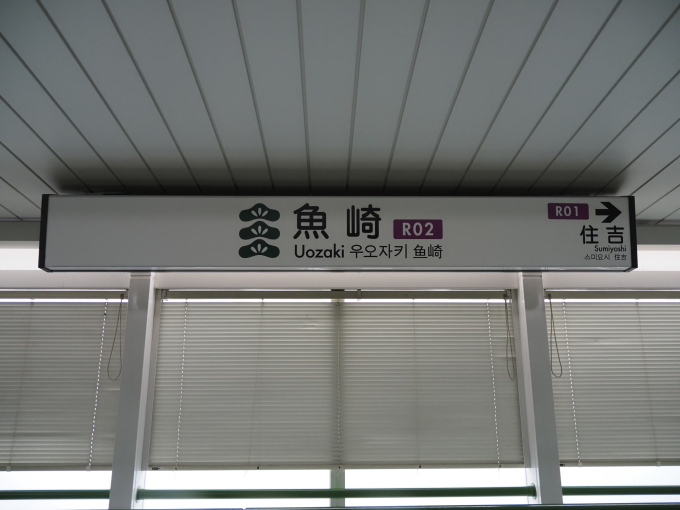 魚崎 R02
Uozaki 우오자키 鱼崎
R01 →
住吉
Sumiyoshi
스미요시 住吉